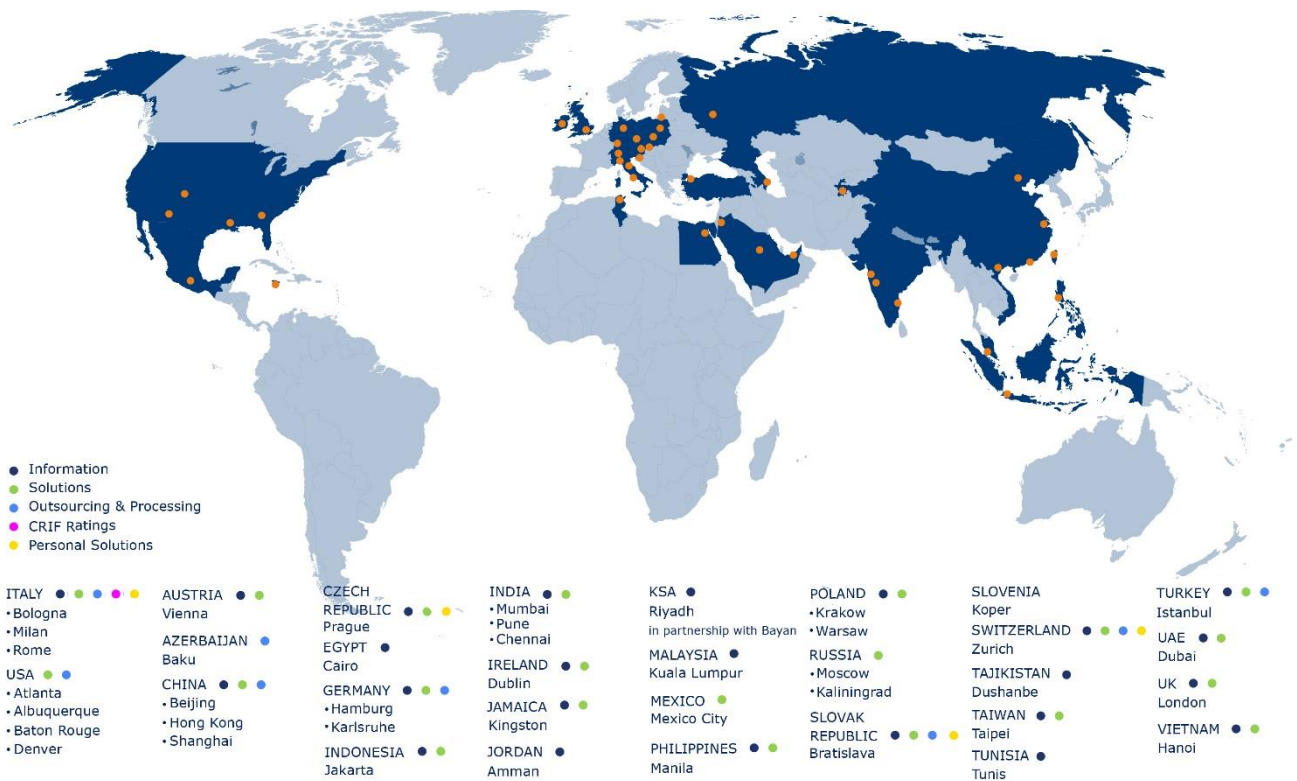 Information
Solutions
Outsourcing & Processing
CRIF Ratings
Personal Solutions
ITALY
• Bologna
• Milan
• Rome
USA
• Atlanta
• Albuquerque
• Baton Rouge
• Denver
AUSTRIA
Vienna
AZERBAIJAN
Baku
CHINA
• Beijing
• Hong Kong
• Shanghai
CZECH
REPUBLIC
Prague
EGYPT
Cairo
GERMANY
• Hamburg
• Karlsruhe
INDONESIA
Jakarta
INDIA
• Mumbai
• Pune
• Chennai
IRELAND
Dublin
JAMAICA
Kingston
JORDAN
Amman
KSA
Riyadh
in partnership with Bayan
MALAYSIA
Kuala Lumpur
MEXICO
Mexico City
PHILIPPINES
Manila
POLAND
• Krakow
• Warsaw
RUSSIA
• Moscow
• Kaliningrad
SLOVAK
REPUBLIC
Bratislava
SLOVENIA
Koper
SWITZERLAND
Zurich
TAJIKISTAN
Dushanbe
TAIWAN
Taipei
TUNISIA
Tunis
TURKEY
Istanbul
UAE
Dubai
UK
London
VIETNAM
Hanoi